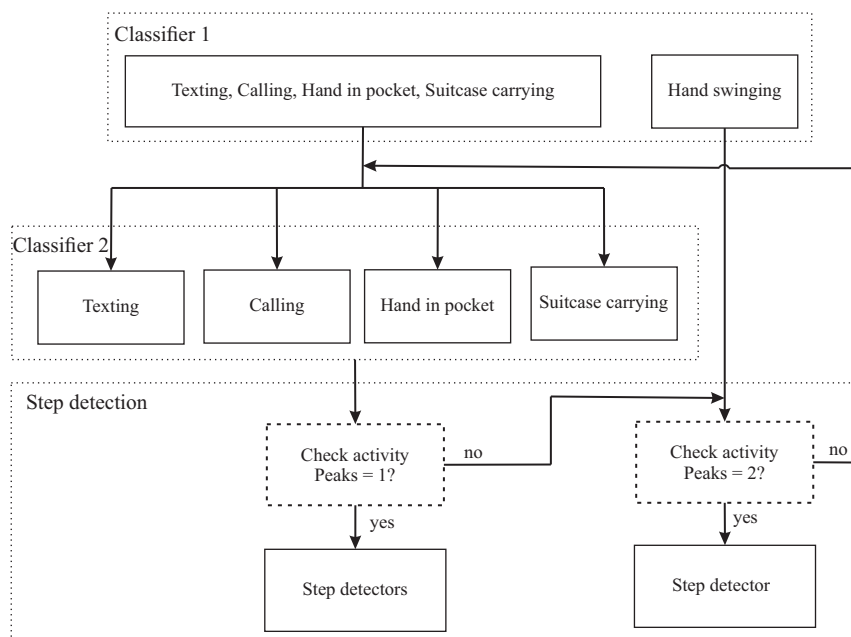 Classifier 1
Texting, Calling, Hand in pocket, Suitcase carrying
Hand swinging
Classifier 2
Texting
Calling
Hand in pocket
Suitcase carrying
Step detection
Check activity
Peaks = 1?
no
Check activity
Peaks = 2?
no
yes
yes
Step detectors
Step detector